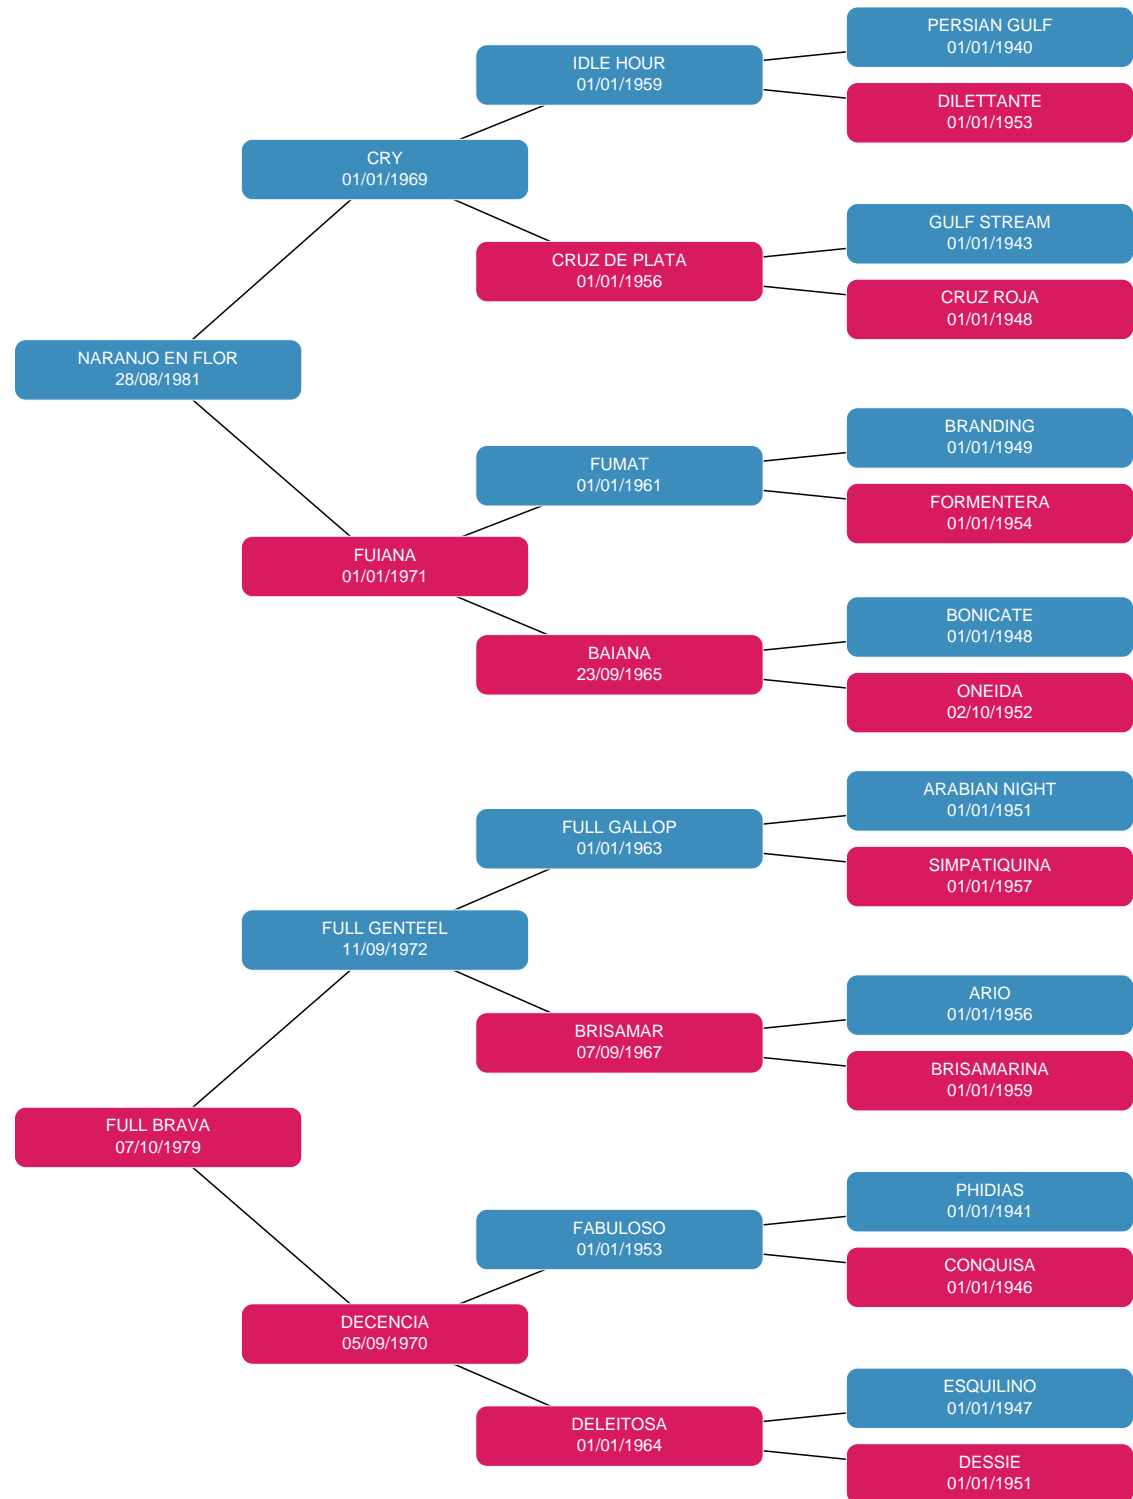 PERSIAN GULF
01/01/1940
IDLE HOUR
01/01/1959
DILETTANTE
01/01/1953
CRY
01/01/1969
GULF STREAM
01/01/1943
CRUZ DE PLATA
01/01/1956
CRUZ ROJA
01/01/1948
NARANJO EN FLOR
28/08/1981
BRANDING
01/01/1949
FUMAT
01/01/1961
FORMENTERA
01/01/1954
FUIANA
01/01/1971
BONICATE
01/01/1948
BAIANA
23/09/1965
ONEIDA
02/10/1952
ARABIAN NIGHT
01/01/1951
FULL GALLOP
01/01/1963
SIMPATIQUINA
01/01/1957
FULL GENTEEL
11/09/1972
ARIO
01/01/1956
BRISAMAR
07/09/1967
BRISAMARINA
01/01/1959
FULL BRAVA
07/10/1979
PHIDIAS
01/01/1941
FABULOSO
01/01/1953
CONQUISA
01/01/1946
DECENCIA
05/09/1970
ESQUILINO
01/01/1947
DELEITOSA
01/01/1964
DESSIE
01/01/1951